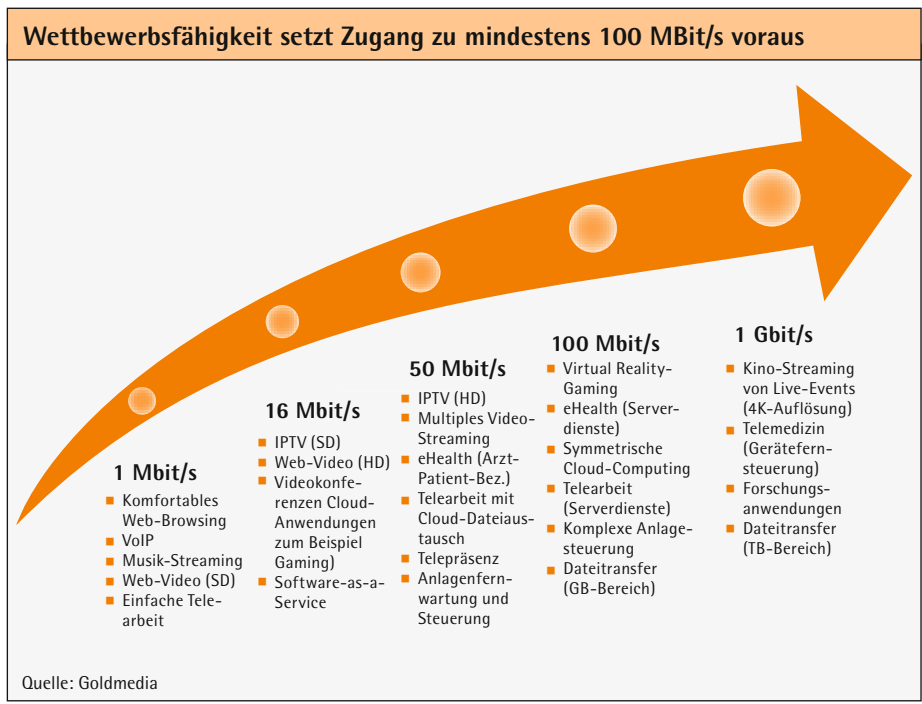 Wettbewerbsfähigkeit setzt Zugang zu mindestens 100 MBit/s voraus
1 Mbit/s
Komfortables
Web-Browsing
VoIP
Musik-Streaming
Web-Video (SD)
Einfache Tele-
arbeit
16 Mbit/s
IPTV (SD)
Web-Video (HD)
Videokonfe-
renzen Cloud-
Anwendungen
zum Beispiel
Gaming)
Software-as-a-
Service
50 Mbit/s
IPTV (HD)
Multiples Video-
Streaming
eHealth (Arzt-
Patient-Bez.)
Telearbeit mit
Cloud-Dateiaus-
tausch
Telepräsenz
Anlagenfern-
wartung und
Steuerung
100 Mbit/s
Virtual Reality-
Gaming
eHealth (Server-
dienste)
Symmetrische
Cloud-Computing
Telearbeit
(Serverdienste)
Komplexe Anlage-
steuerung
Dateitransfer
(GB-Bereich)
1 Gbit/s
Kino-Streaming
von Live-Events
(4K-Auflösung)
Telemedizin
(Gerätefern-
steuerung)
Forschungs-
anwendungen
Dateitransfer
(TB-Bereich)
Quelle: Goldmedia